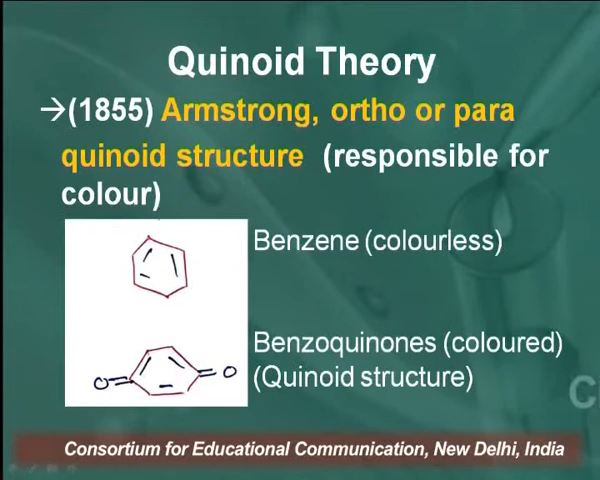 Quinoid Theory
→(1855) Armstrong, ortho or para
quinoid structure (responsible for
colour)
Benzene (colourless)
Benzoquinones (coloured)
O O
(Quinoid structure)
C
Consortium for Educational Communication, New Delhi, India